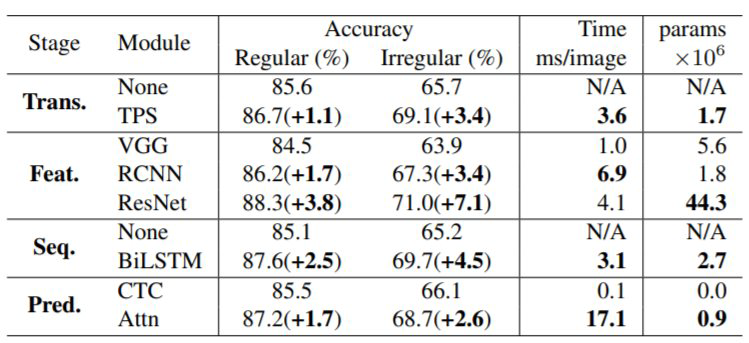 Stage Module Accuracy Time params
Regular (%) Irregular (%) ms/image ×10⁶
Trans. None 85.6 65.7 N/A N/A
TPS 86.7(+1.1) 69.1(+3.4) 3.6 1.7
Feat. VGG 84.5 63.9 1.0 5.6
RCNN 86.2(+1.7) 67.3(+3.4) 6.9 1.8
ResNet 88.3(+3.8) 71.0(+7.1) 4.1 44.3
Seq. None 85.1 65.2 N/A N/A
BiLSTM 87.6(+2.5) 69.7(+4.5) 3.1 2.7
Pred. CTC 85.5 66.1 0.1 0.0
Attn 87.2(+1.7) 68.7(+2.6) 17.1 0.9